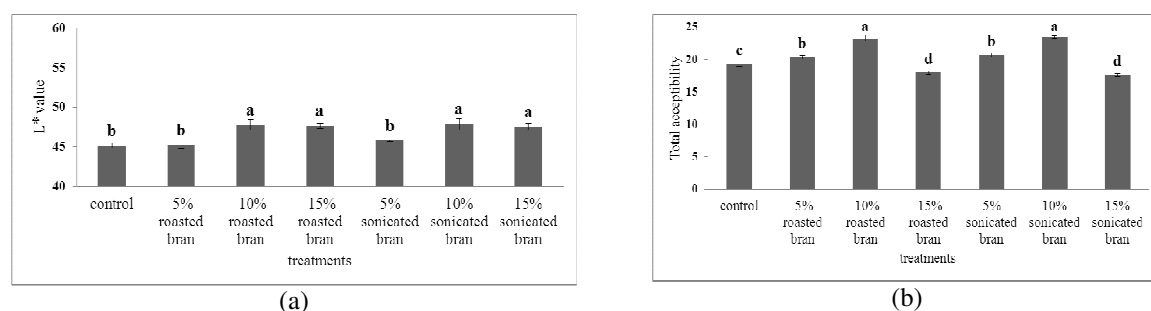 60
55
50
45
40
L* value
b
b
a
a
b
a
a
control
5%
roasted
bran
10%
roasted
bran
15%
roasted
bran
5%
sonicated
bran
10%
sonicated
bran
15%
sonicated
bran
treatments
(a)
25
20
15
10
5
0
Total acceptibility
c
b
a
d
b
a
d
control
5%
roasted
bran
10%
roasted
bran
15%
roasted
bran
5%
sonicated
bran
10%
sonicated
bran
15%
sonicated
bran
treatments
(b)